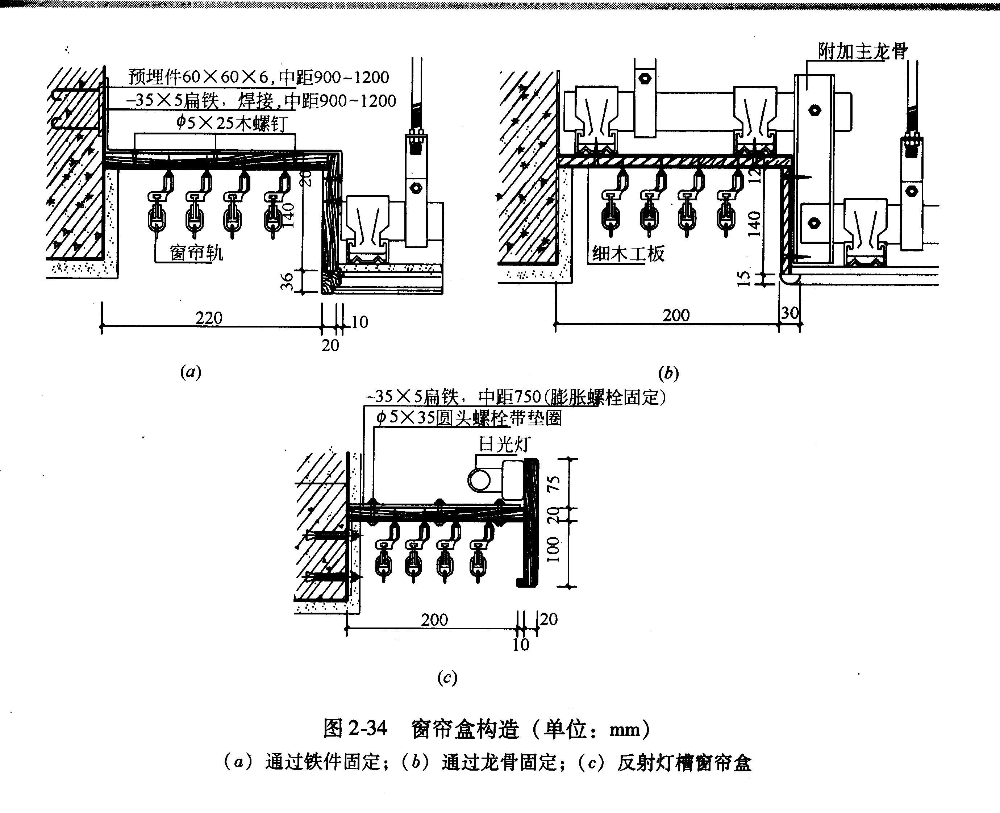 预埋件60×60×6,中距900~1200
-35×5扁铁，焊接,中距900~1200
φ5×25木螺钉
20
140
窗帘轨
36
220
10
20
(a)
附加主龙骨
12
140
细木工板
15
200
30
(b)
-35×5扁铁，中距750(膨胀螺栓固定)
φ5×35圆头螺栓带垫圈
日光灯
75
20
100
200
20
10
(c)
图 2-34 窗帘盒构造（单位：mm）
（a）通过铁件固定；（b）通过龙骨固定；（c）反射灯槽窗帘盒